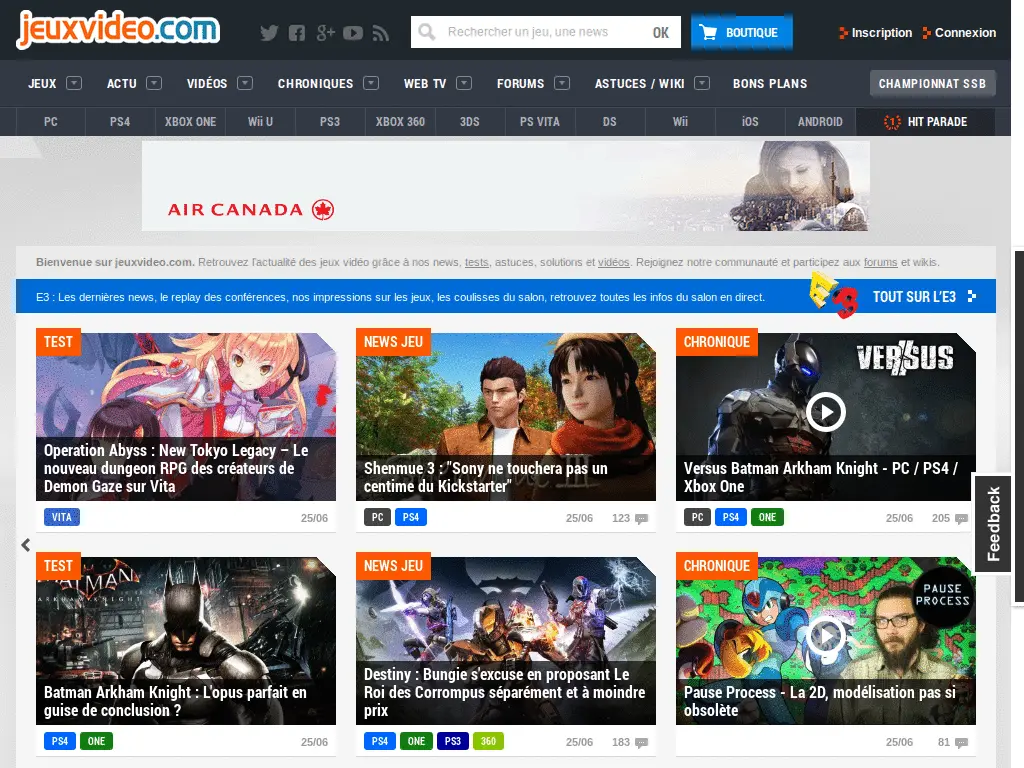 jeuxvideo.com
Rechercher un jeu, une news
OK
BOUTIQUE
Inscription
Connexion
JEUX
ACTU
VIDÉOS
CHRONIQUES
WEB TV
FORUMS
ASTUCES / WIKI
BONS PLANS
CHAMPIONNAT SSB
PC
PS4
XBOX ONE
Wii U
PS3
XBOX 360
3DS
PS VITA
DS
Wii
iOS
ANDROID
1
HIT PARADE
AIR CANADA
Bienvenue sur jeuxvideo.com. Retrouvez l'actualité des jeux vidéo grâce à nos news, tests, astuces, solutions et vidéos. Rejoignez notre communauté et participez aux forums et wikis.
E3 : Les dernières news, le replay des conférences, nos impressions sur les jeux, les coulisses du salon, retrouvez toutes les infos du salon en direct.
E3
TOUT SUR L'E3
TEST
Operation Abyss : New Tokyo Legacy – Le
nouveau dungeon RPG des créateurs de
Demon Gaze sur Vita
VITA
25/06
NEWS JEU
Shenmue 3 : "Sony ne touchera pas un
centime du Kickstarter"
PC
PS4
25/06
123
CHRONIQUE
VERSUS
Versus Batman Arkham Knight - PC / PS4 /
Xbox One
PC
PS4
ONE
25/06
205
Feedback
TEST
BATMAN
ARKHAM KNIGHT
Batman Arkham Knight : L'opus parfait en
guise de conclusion ?
PS4
ONE
25/06
NEWS JEU
Destiny : Bungie s'excuse en proposant Le
Roi des Corrompus séparément et à moindre
prix
PS4
ONE
PS3
360
25/06
183
CHRONIQUE
PAUSE
PROCESS
Pause Process - La 2D, modélisation pas si
obsolète
25/06
81